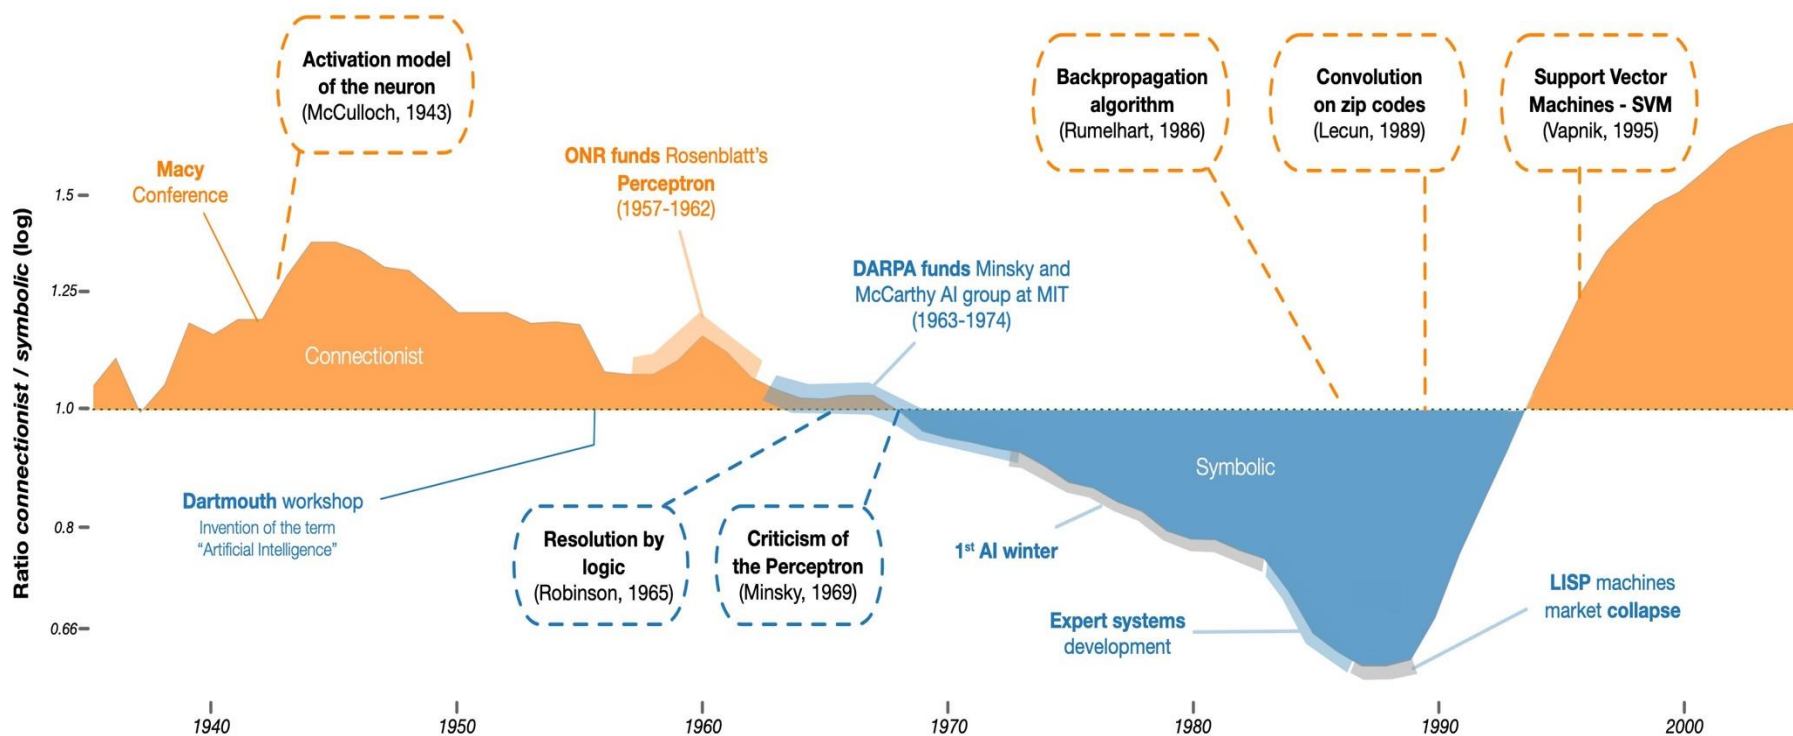 Activation model
of the neuron
(McCulloch, 1943)
Macy
Conference
ONR funds Rosenblatt's
Perceptron
(1957-1962)
Backpropagation
algorithm
(Rumelhart, 1986)
Convolution
on zip codes
(Lecun, 1989)
Support Vector
Machines - SVM
(Vapnik, 1995)
DARPA funds Minsky and
McCarthy AI group at MIT
(1963-1974)
Ratio connectionist / symbolic (log)
1.5
1.25
1.0
0.8
0.66
Connectionist
Symbolic
Dartmouth workshop
Invention of the term
“Artificial Intelligence”
Resolution by
logic
(Robinson, 1965)
Criticism of
the Perceptron
(Minsky, 1969)
1st AI winter
Expert systems
development
LISP machines
market collapse
1940
1950
1960
1970
1980
1990
2000